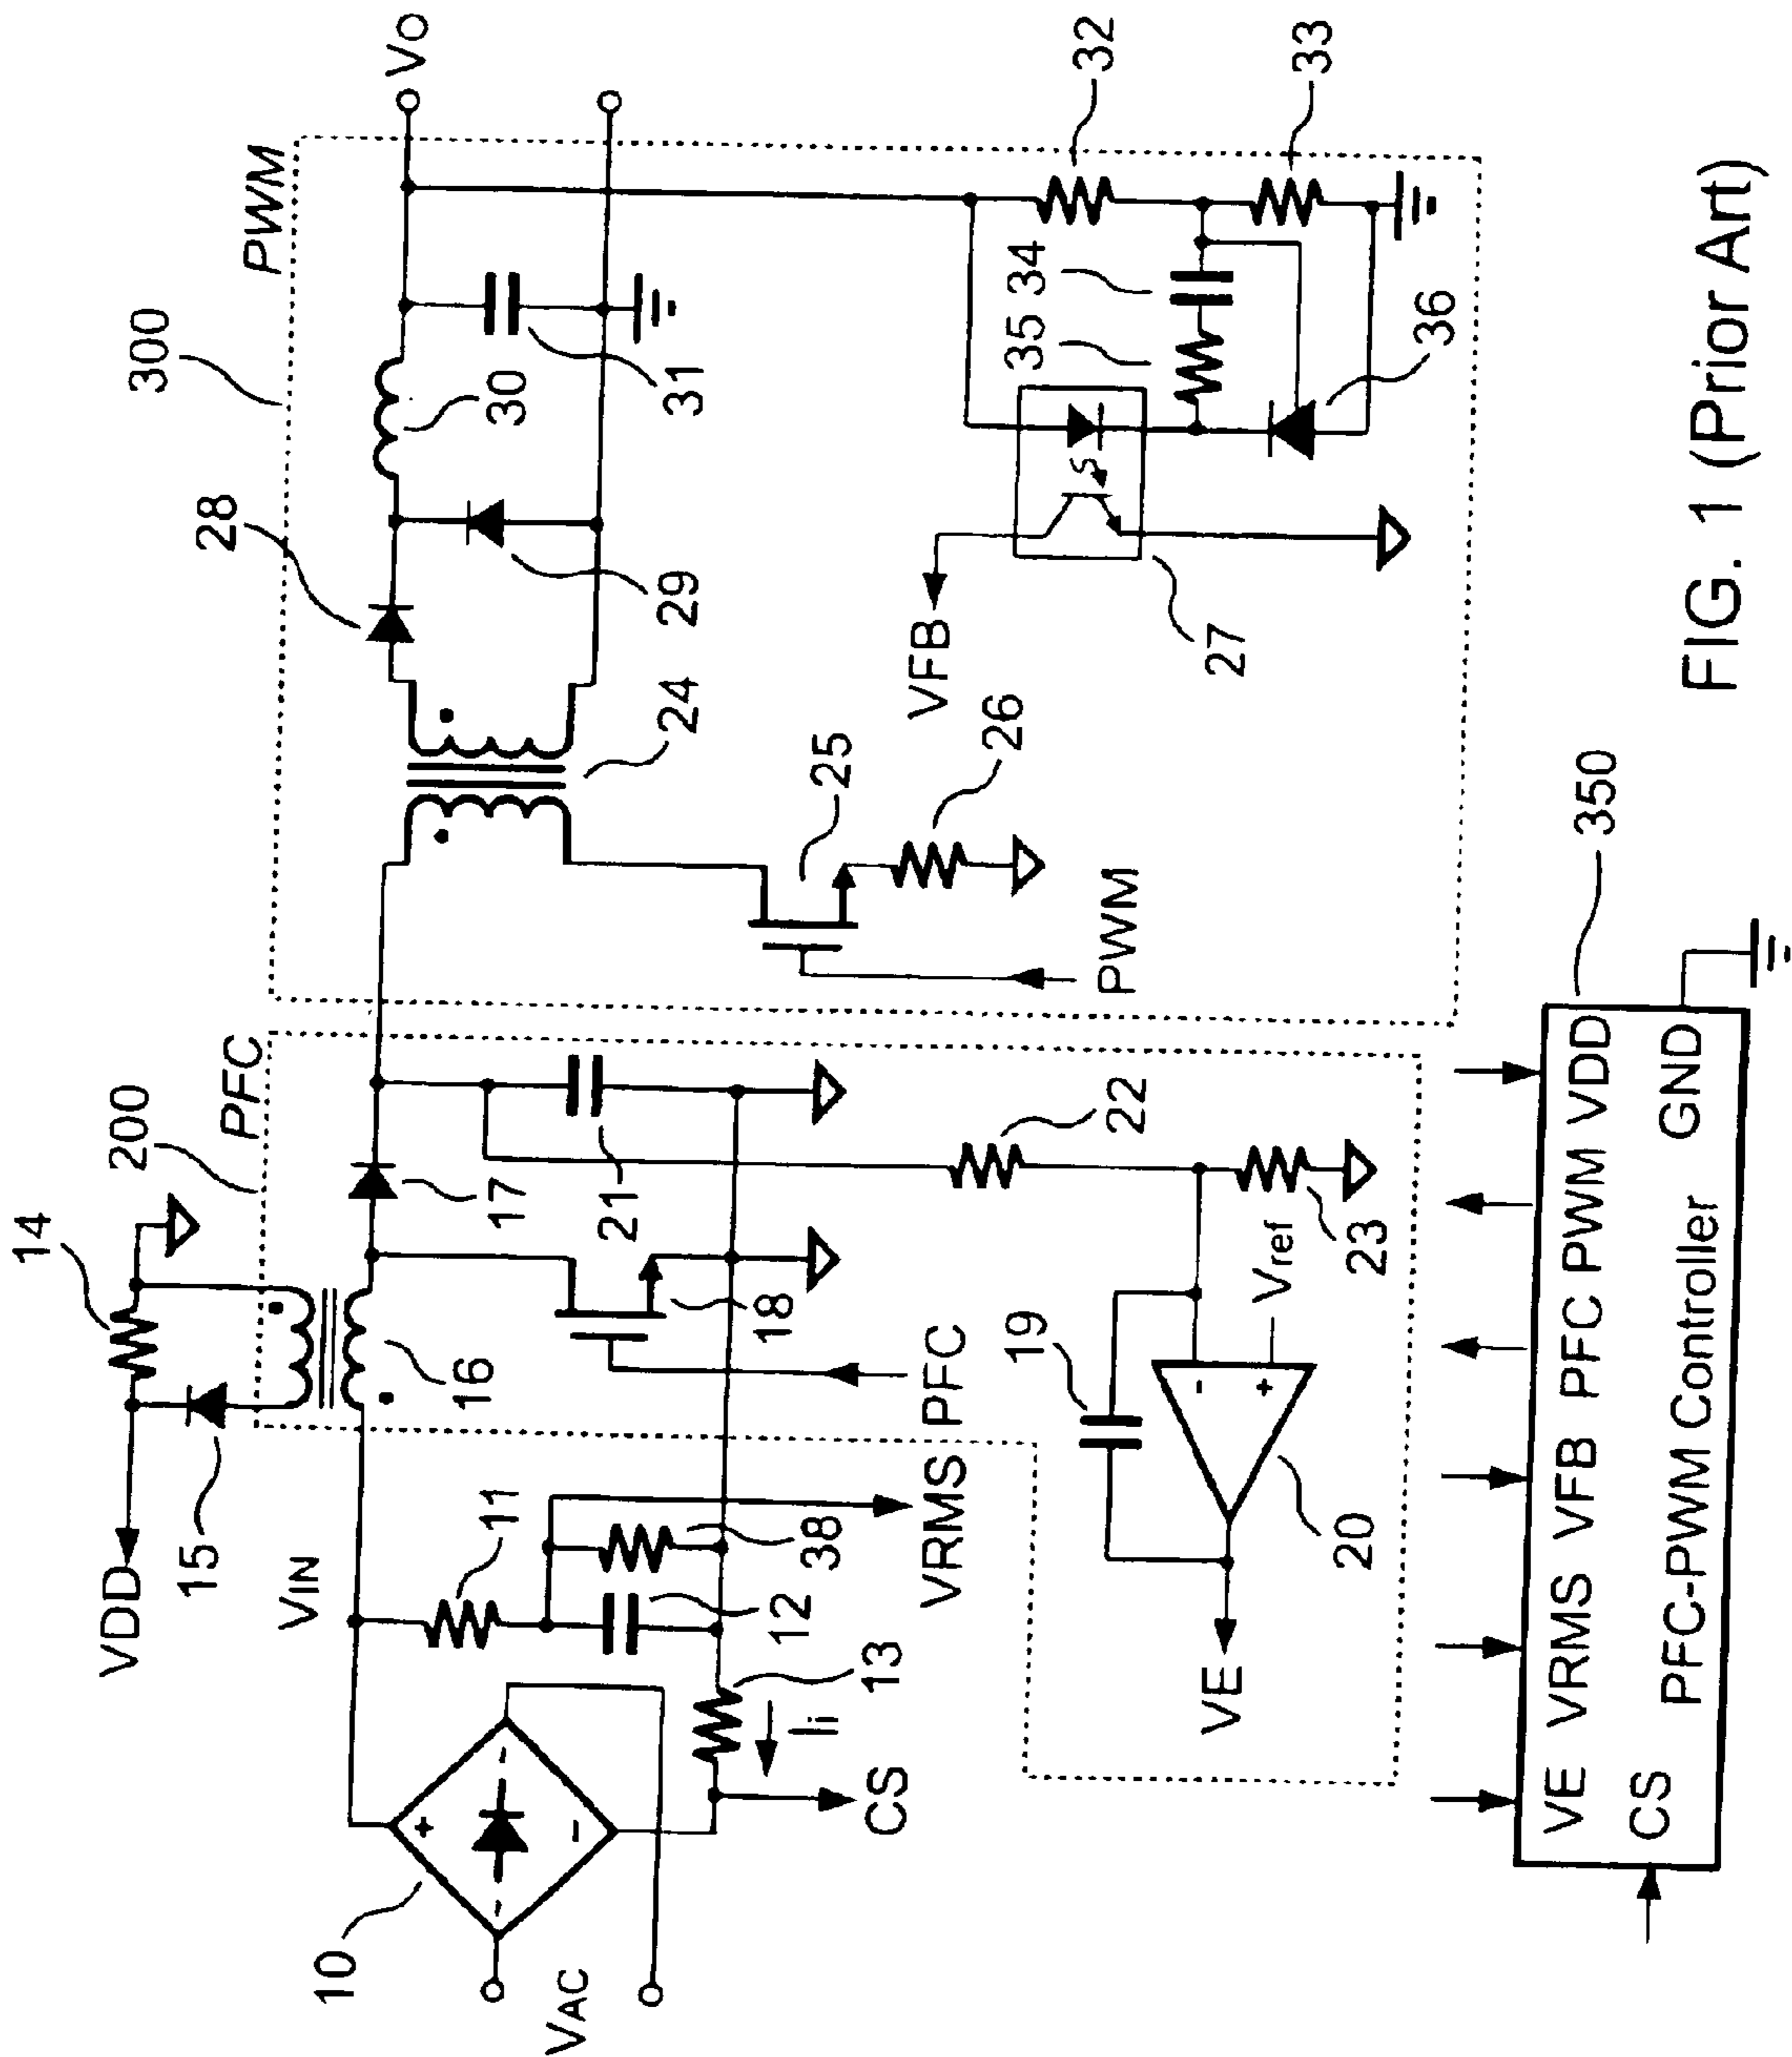 200
300
14
PFC
PWM
VDD
15
28
VO
VIN
16
17
30
11
10
24
29
31
12
38
18
21
25
VAC
13
Ii
CS
VRMS
PFC
26
VFB
32
19
22
PWM
35
34
VE
-
+
Vref
20
23
27
33
36
350
VE VRMS VFB PFC PWM VDD
CS
GND
PFC-PWM Controller
FIG. 1 (Prior Art)